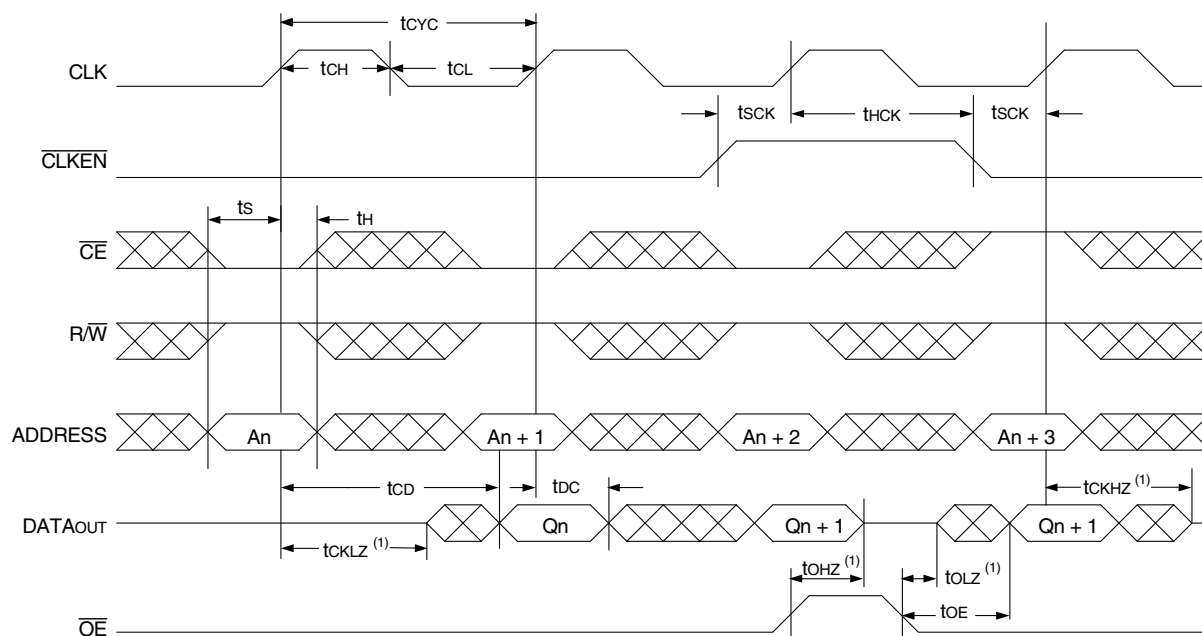 tCYC
CLK
tCH
tCL
tSCK
tHCK
tSCK
CLKEN
tS
tH
CE
R/W
ADDRESS
An
An + 1
An + 2
An + 3
tCD
tDC
tCKHZ (1)
DATAOUT
Qn
Qn + 1
Qn + 1
tCKLZ (1)
tOHZ (1)
tOLZ (1)
tOE
OE